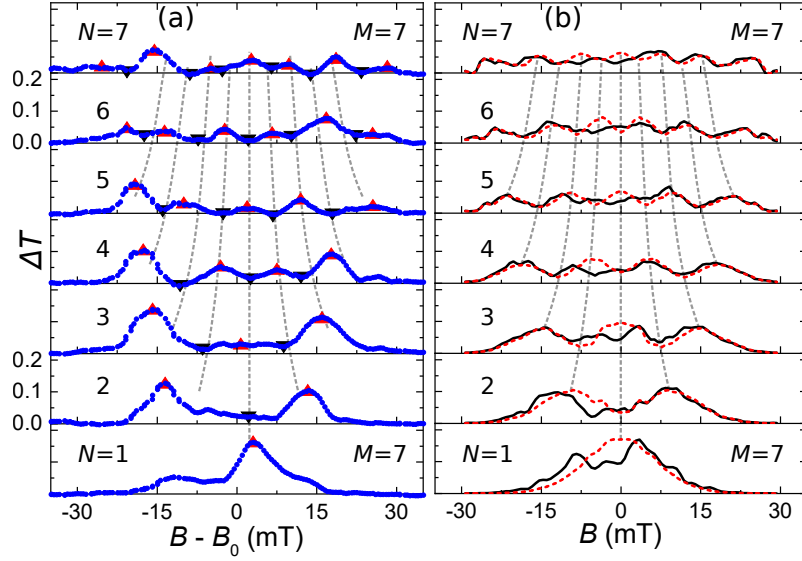 (a)
(b)
N=7
M=7
N=7
M=7
0.2
0.1
0.0
6
6
5
5
ΔT
4
4
3
3
0.2
0.1
0.0
2
2
N=1
M=7
N=1
M=7
-30 -15 0 15 30
-30 -15 0 15 30
B - B₀ (mT)
B (mT)